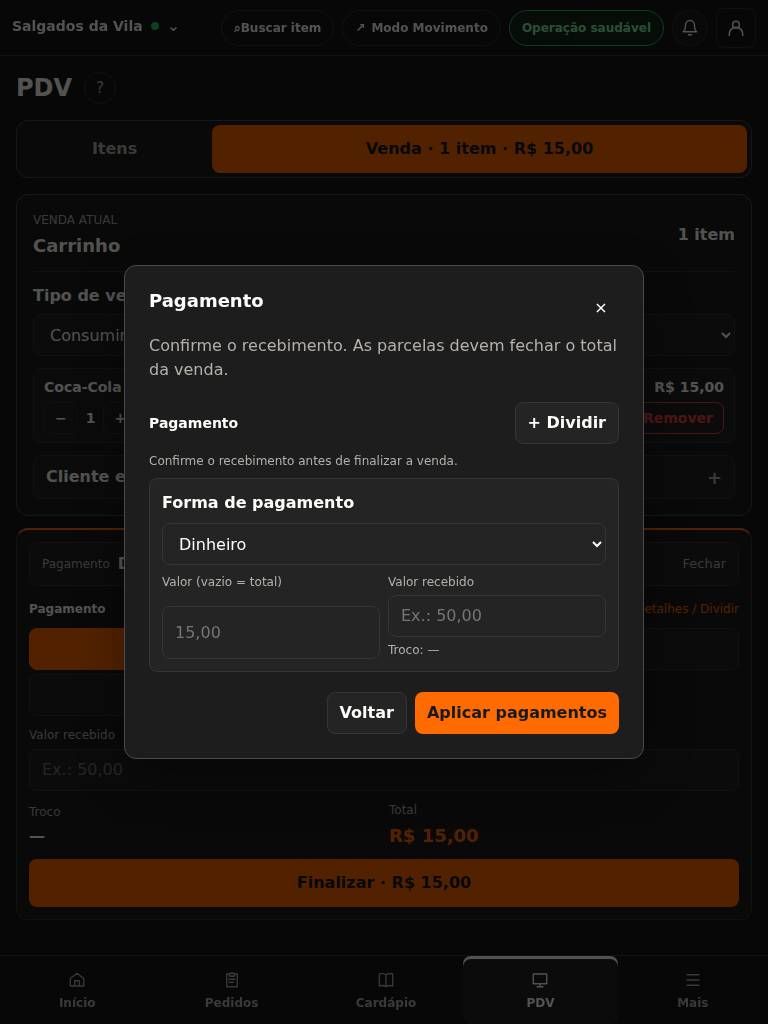 Salgados da Vila
Buscar item
↗ Modo Movimento
Operação saudável
PDV
?
Itens
Venda · 1 item · R$ 15,00
VENDA ATUAL
Carrinho
1 item
Tipo de ve
Consumir
Coca-Cola
R$ 15,00
− 1 +
Remover
Cliente e
+
Pagamento
×
Confirme o recebimento. As parcelas devem fechar o total
da venda.
Pagamento
+ Dividir
Confirme o recebimento antes de finalizar a venda.
Forma de pagamento
Dinheiro
Valor (vazio = total)
Valor recebido
15,00
Ex.: 50,00
Troco: —
Voltar
Aplicar pagamentos
Pagamento
Fechar
Pagamento
etalhes / Dividir
Valor recebido
Ex.: 50,00
Troco
—
Total
R$ 15,00
Finalizar · R$ 15,00
Início
Pedidos
Cardápio
PDV
Mais